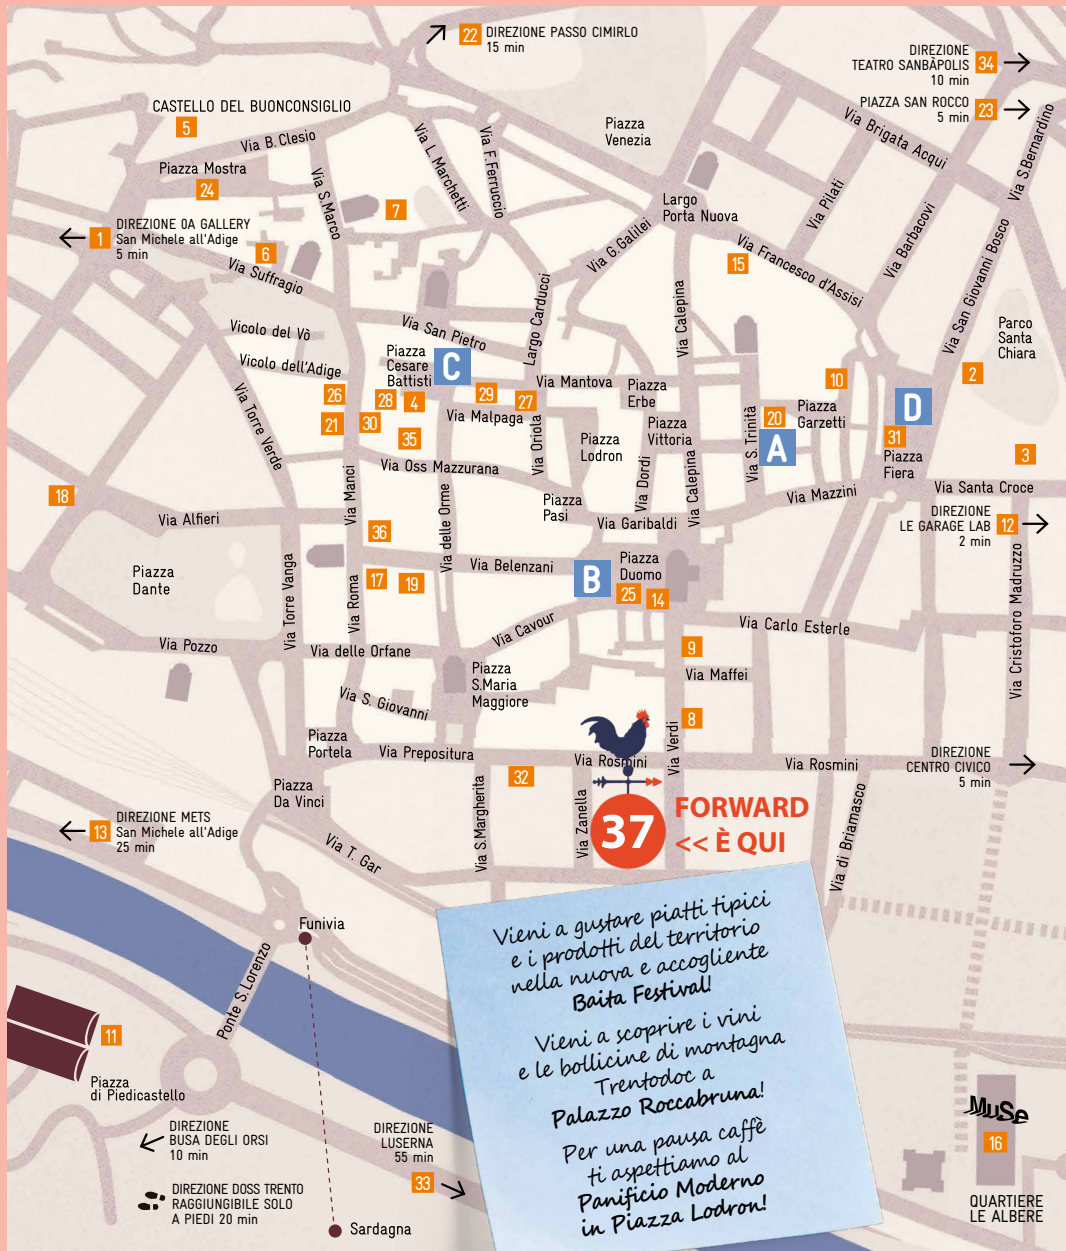 22 DIREZIONE PASSO CIMIRLO
15 min
DIREZIONE
TEATRO SANBÀPOLIS 34
10 min
PIAZZA SAN ROCCO 23
5 min
CASTELLO DEL BUONCONSIGLIO
5
Via B.Clesio
Piazza Mostra
24
Via S.Marco
Via L. Marchetti
Via F.Ferruccio
Piazza
Venezia
Via Brigata Acqui
Via S.Bernardino
Via Pilati
Via Barbacovi
Largo
Porta Nuova
7
1 DIREZIONE OA GALLERY
San Michele all'Adige
5 min
6
Via Suffragio
Via G.Galilei
15
Via Francesco d'Assisi
Via San Giovanni Bosco
Parco
Santa
Chiara
Vicolo del Vò
Vicolo dell'Adige
Via San Pietro
Largo Carducci
Via Calepina
Piazza
Cesare
Battisti
C
2
10
26
28
4
29
27
Via Mantova
Piazza
Erbe
D
21
30
35
Via Malpaga
Via Oriola
Piazza
Lodron
Piazza
Vittoria
Via S. Trinità
20
A
Piazza
Garzetti
31
Piazza
Fiera
3
Via Torre Verde
Via Oss Mazzurana
Via Manci
Via delle Orme
Via Dordi
Via Calepina
Via Mazzini
Via Santa Croce
18
Piazza
Pasi
Via Alfieri
Via Garibaldi
DIREZIONE
LE GARAGE LAB 12
2 min
36
Via Belenzani
Piazza
Duomo
B
25
14
Piazza
Dante
Via Torre Vanga
Via Roma
17
19
Via Cavour
Via Carlo Esterle
Via Cristoforo Madruzzo
Via Pozzo
Via delle Orfane
9
Via Maffei
Piazza
S.Maria
Maggiore
Via S. Giovanni
8
Piazza
Portela
Via Prepositura
Via Rosmini
Via Verdi
Via Rosmini
DIREZIONE
CENTRO CIVICO
5 min
32
Piazza
Da Vinci
Via S.Margherita
Via Zanella
37
FORWARD
<< È QUI
Via di Briamasco
13 DIREZIONE METS
San Michele all'Adige
25 min
Via T. Gar
Funivia
Ponte S.Lorenzo
11
Piazza
di Piedicastello
DIREZIONE
BUSA DEGLI ORSI
10 min
DIREZIONE DOSS TRENTO
RAGGIUNGIBILE SOLO
A PIEDI 20 min
DIREZIONE
LUSERNA
55 min
33
Sardagna
Vieni a gustare piatti tipici
e i prodotti del territorio
nella nuova e accogliente
Baita Festival!
Vieni a scoprire i vini
e le bollicine di montagna
Trentodoc a
Palazzo Roccabruna!
Per una pausa caffè
ti aspettiamo al
Panificio Moderno
in Piazza Lodron!
MuSe
16
QUARTIERE
LE ALBERE